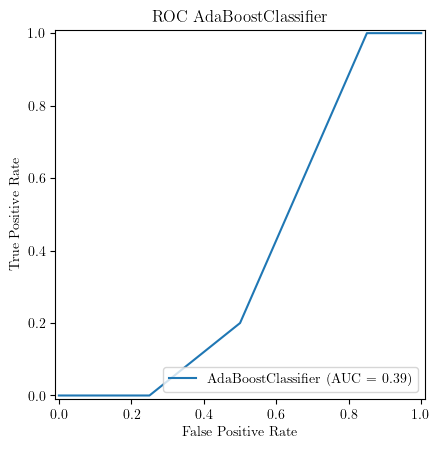 ROC AdaBoostClassifier
1.0
0.8
0.6
0.4
0.2
0.0
True Positive Rate
AdaBoostClassifier (AUC = 0.39)
0.0 0.2 0.4 0.6 0.8 1.0
False Positive Rate